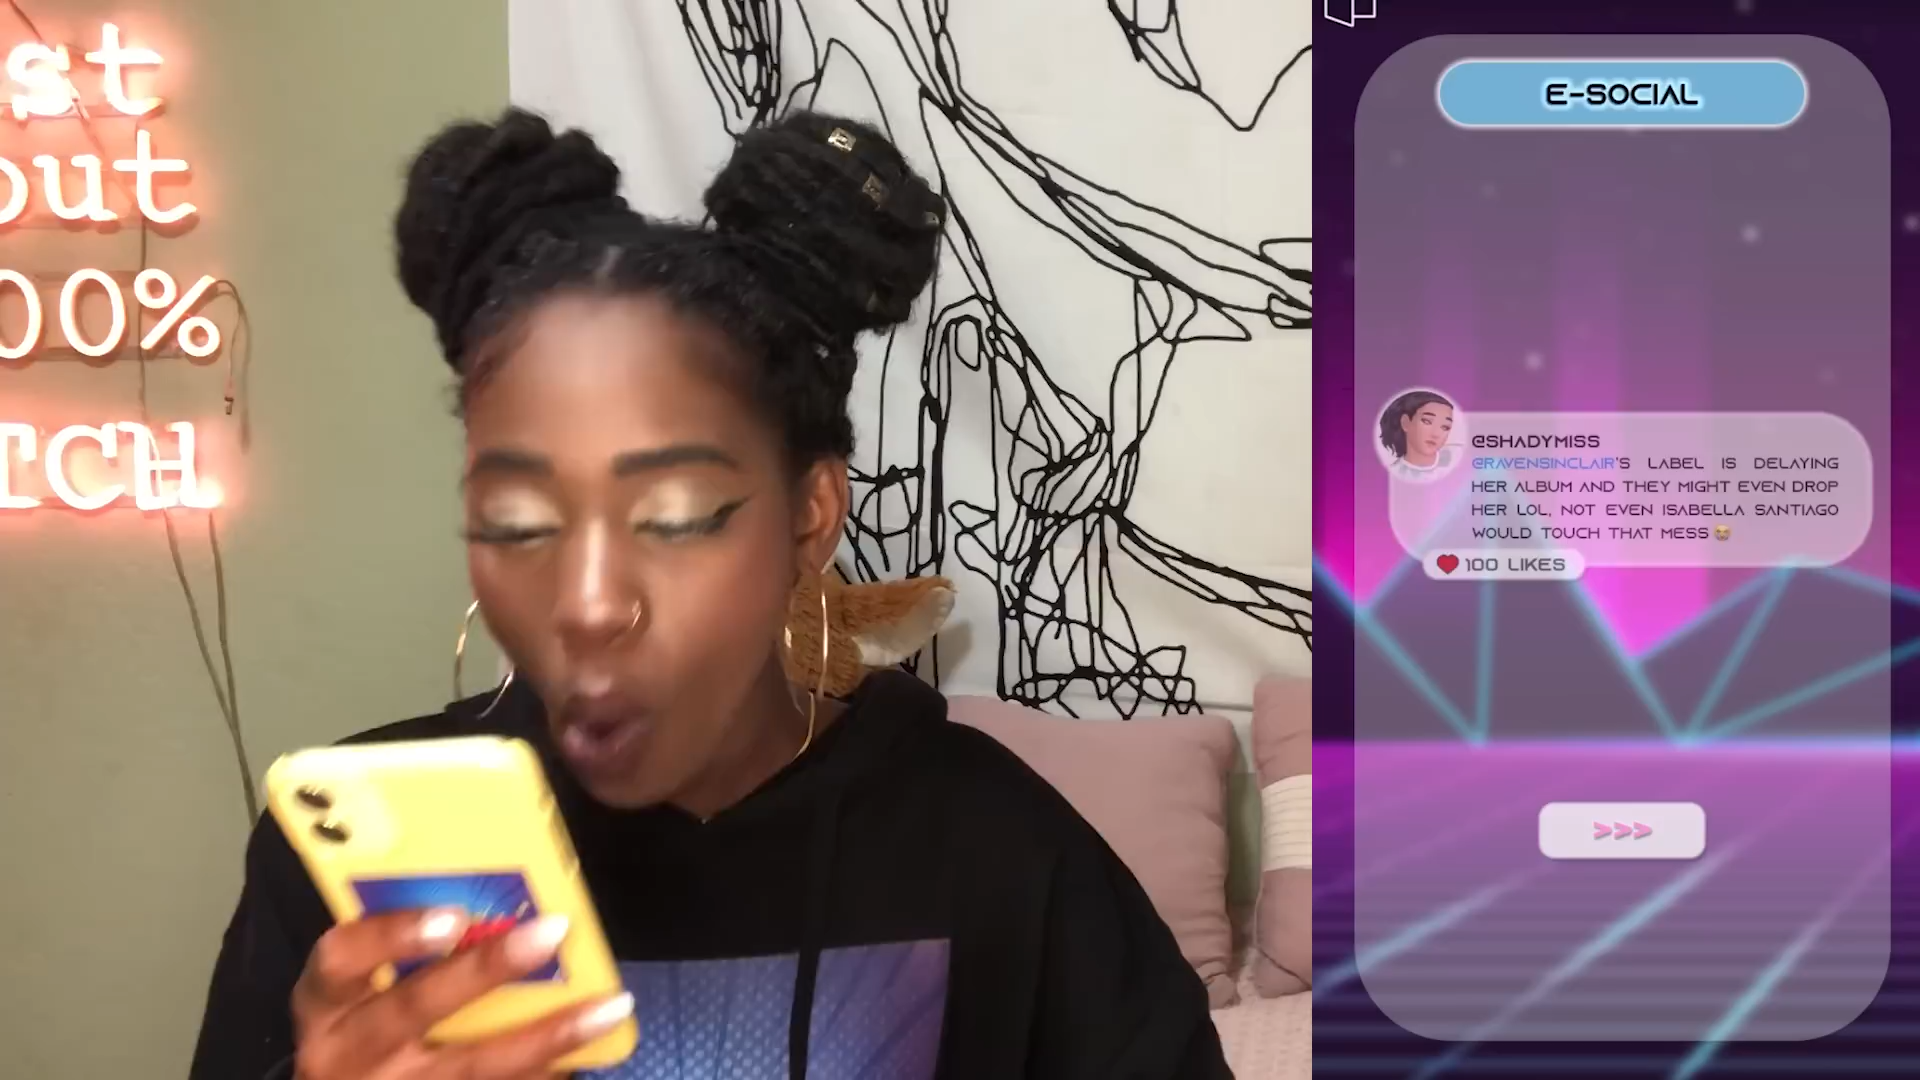 st
out
00%
TCH
E-SOCIAL
@SHADYMISS
@RAVENSINCLAIR'S LABEL IS DELAYING
HER ALBUM AND THEY MIGHT EVEN DROP
HER LOL, NOT EVEN ISABELLA SANTIAGO
WOULD TOUCH THAT MESS 😭
100 LIKES
>>>